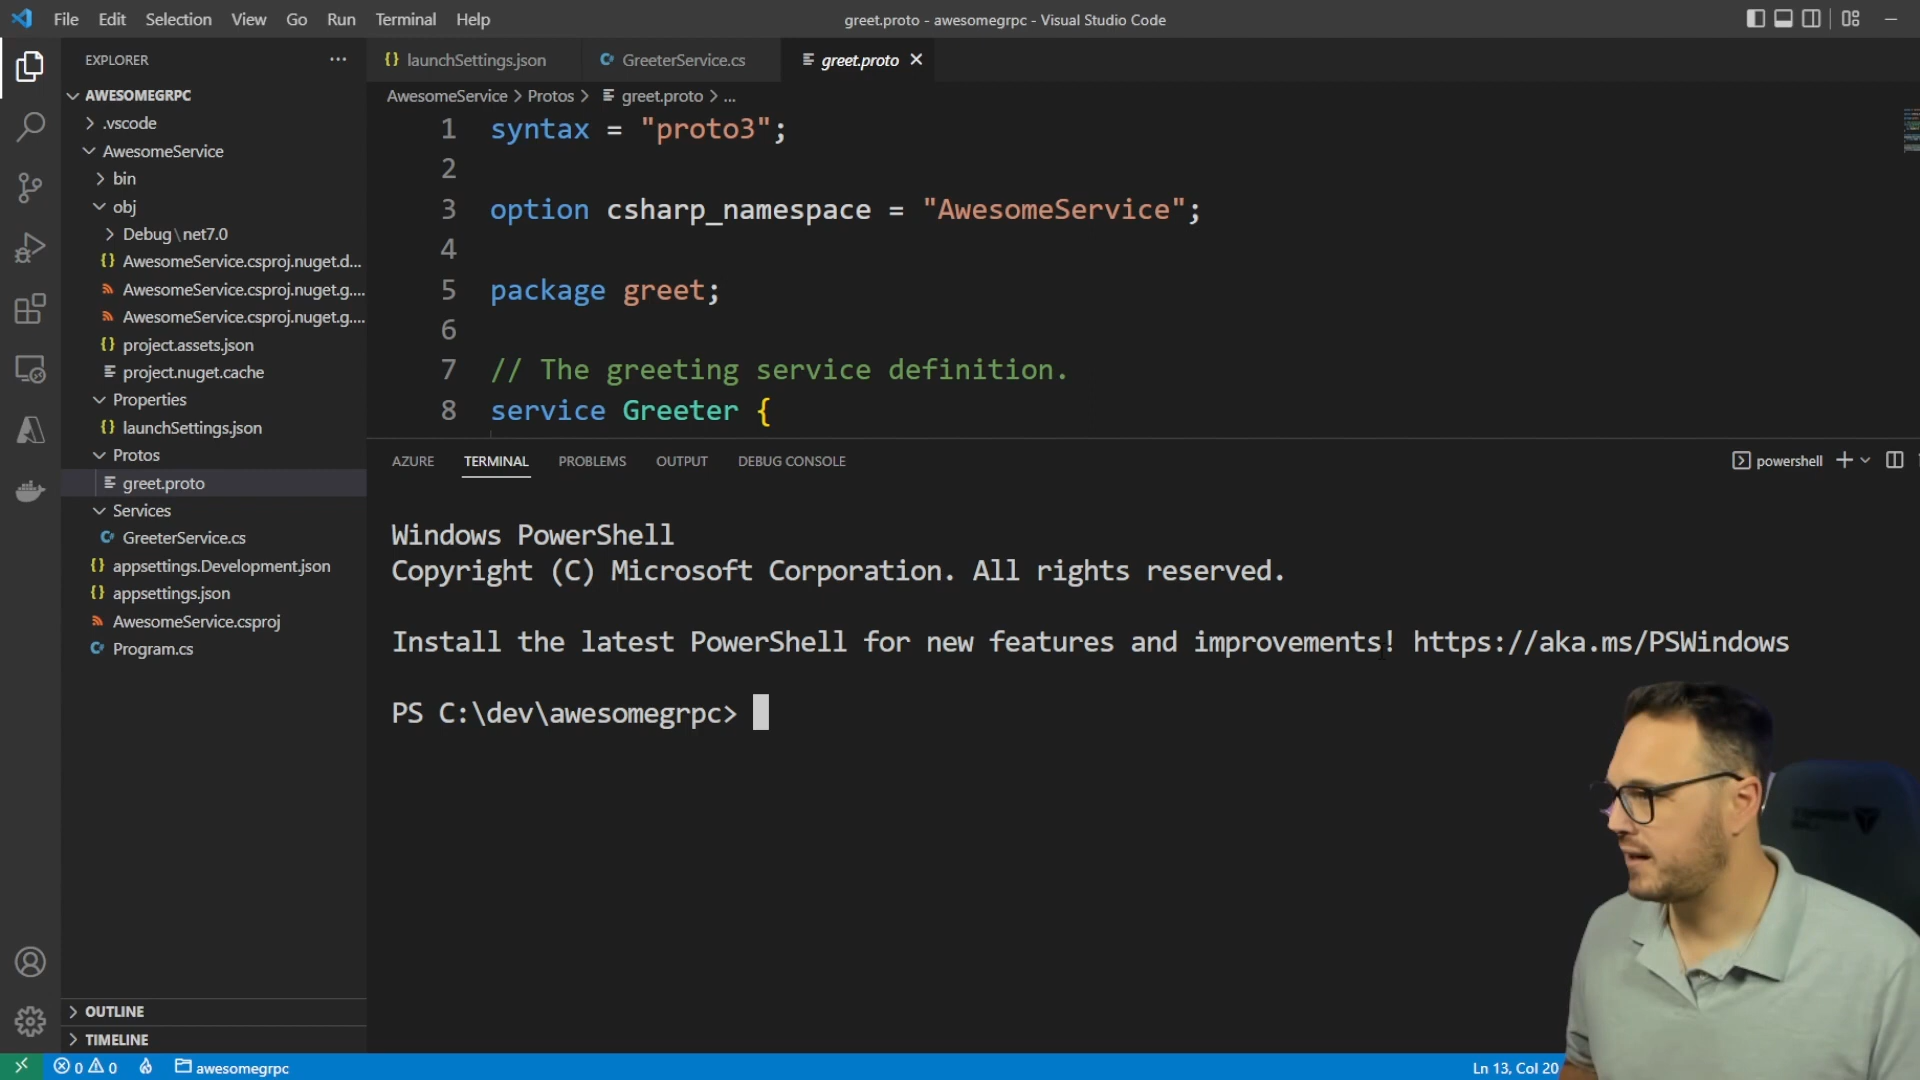 File Edit Selection View Go Run Terminal Help
greet.proto - awesomegrpc - Visual Studio Code
EXPLORER
AWESOMEGRPC
.vscode
AwesomeService
bin
obj
Debug\net7.0
AwesomeService.csproj.nuget.d...
AwesomeService.csproj.nuget.g....
AwesomeService.csproj.nuget.g....
project.assets.json
project.nuget.cache
Properties
launchSettings.json
Protos
greet.proto
Services
GreeterService.cs
appsettings.Development.json
appsettings.json
AwesomeService.csproj
Program.cs
OUTLINE
TIMELINE
launchSettings.json GreeterService.cs greet.proto
AwesomeService > Protos > greet.proto > ...
1 syntax = "proto3";
2
3 option csharp_namespace = "AwesomeService";
4
5 package greet;
6
7 // The greeting service definition.
8 service Greeter {
AZURE TERMINAL PROBLEMS OUTPUT DEBUG CONSOLE
powershell
Windows PowerShell
Copyright (C) Microsoft Corporation. All rights reserved.
Install the latest PowerShell for new features and improvements! https://aka.ms/PSWindows
PS C:\dev\awesomegrpc>
0 0 awesomegrpc
Ln 13, Col 20